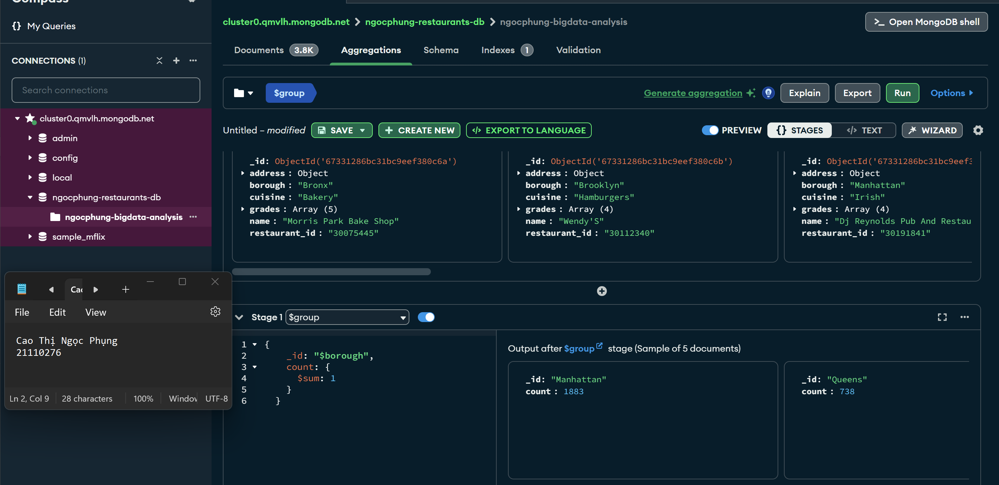 Compass
{} My Queries
CONNECTIONS (1)
Search connections
cluster0.qmvlh.mongodb.net
admin
config
local
ngocphung-restaurants-db
ngocphung-bigdata-analysis
sample_mflix
cluster0.qmvlh.mongodb.net > ngocphung-restaurants-db > ngocphung-bigdata-analysis
>_ Open MongoDB shell
Documents 3.8K Aggregations Schema Indexes 1 Validation
$group
Generate aggregation Explain Export Run Options
Untitled – modified SAVE + CREATE NEW </> EXPORT TO LANGUAGE
PREVIEW {} STAGES </> TEXT WIZARD
_id: ObjectId('67331286bc31bc9eef380c6a')
address : Object
borough : "Bronx"
cuisine : "Bakery"
grades : Array (5)
name : "Morris Park Bake Shop"
restaurant_id : "30075445"
_id: ObjectId('67331286bc31bc9eef380c6b')
address : Object
borough : "Brooklyn"
cuisine : "Hamburgers"
grades : Array (4)
name : "Wendy'S"
restaurant_id : "30112340"
_id: ObjectId('67331286bc31bc9eef3
address : Object
borough : "Manhattan"
cuisine : "Irish"
grades : Array (4)
name : "Dj Reynolds Pub And Restau
restaurant_id : "30191841"
Stage 1 $group
1 {
2 _id: "$borough",
3 count: {
4 $sum: 1
5 }
6 }
Output after $group stage (Sample of 5 documents)
_id: "Manhattan"
count : 1883
_id: "Queens"
count : 738
Cao
File Edit View
Cao Thị Ngọc Phụng
21110276
Ln 2, Col 9 28 characters 100% Window UTF-8